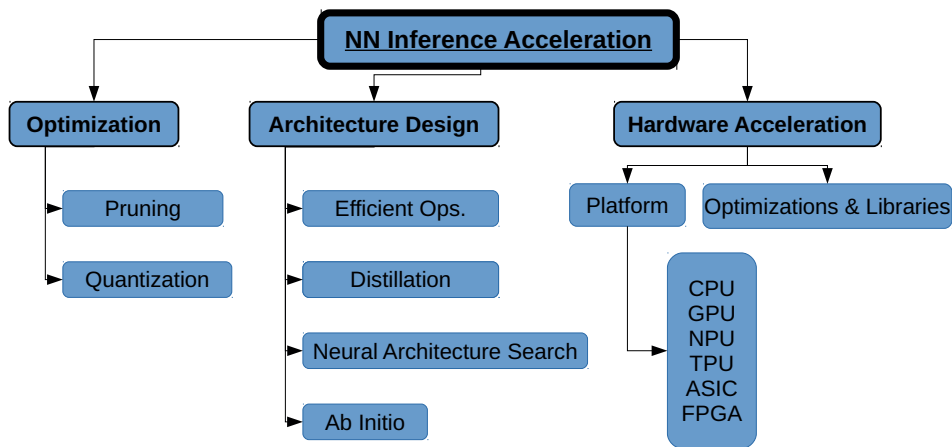 NN Inference Acceleration
Optimization
Architecture Design
Hardware Acceleration
Pruning
Quantization
Efficient Ops.
Distillation
Neural Architecture Search
Ab Initio
Platform
Optimizations & Libraries
CPU
GPU
NPU
TPU
ASIC
FPGA